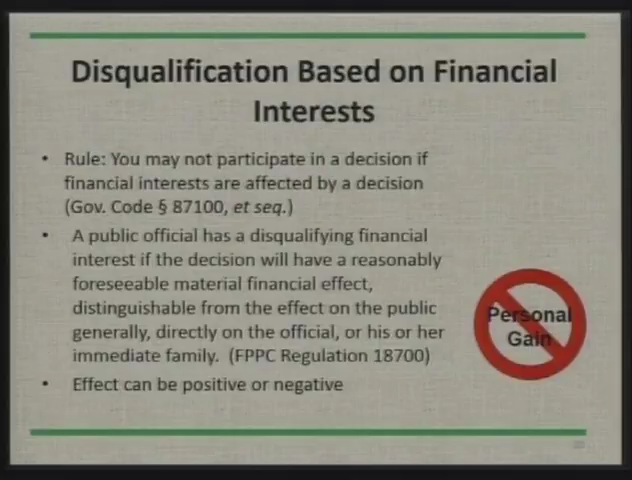 Disqualification Based on Financial
Interests
• Rule: You may not participate in a decision if
financial interests are affected by a decision
(Gov. Code § 87100, et seq.)
• A public official has a disqualifying financial
interest if the decision will have a reasonably
foreseeable material financial effect,
distinguishable from the effect on the public
generally, directly on the official, or his or her
immediate family. (FPPC Regulation 18700)
• Effect can be positive or negative
Personal
Gain